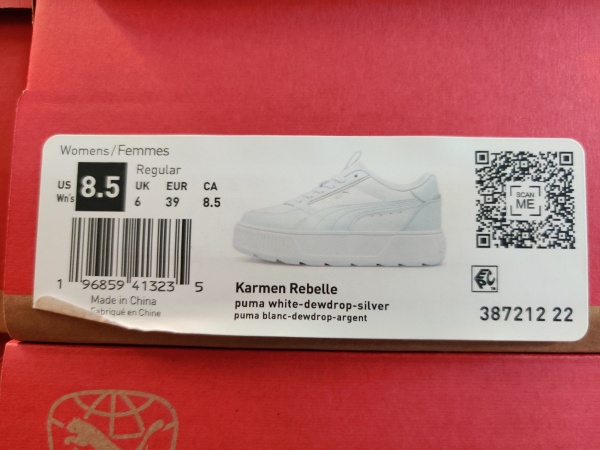 Womens/Femmes
Regular
US Wn's 8.5 UK 6 EUR 39 CA 8.5
SCAN ME
1 96859 41323 5
Made in China
Fabriqué en Chine
Karmen Rebelle
puma white-dewdrop-silver
puma blanc-dewdrop-argent
387212 22